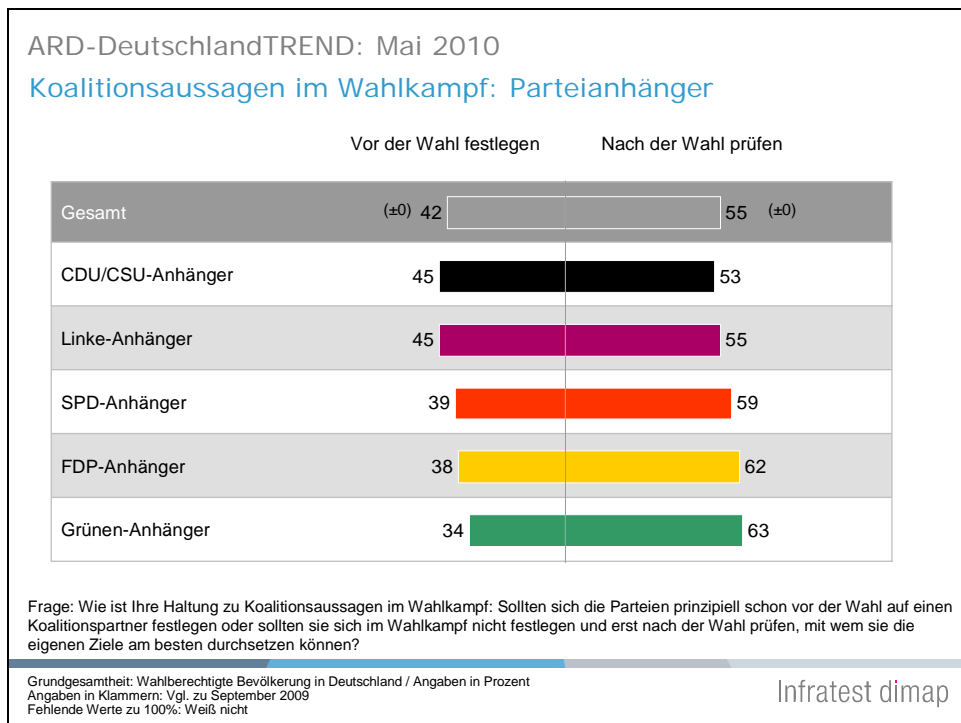 ARD-DeutschlandTREND: Mai 2010
Koalitionsaussagen im Wahlkampf: Parteianhänger
Vor der Wahl festlegen Nach der Wahl prüfen
Gesamt (±0) 42 55 (±0)
CDU/CSU-Anhänger 45 53
Linke-Anhänger 45 55
SPD-Anhänger 39 59
FDP-Anhänger 38 62
Grünen-Anhänger 34 63
Frage: Wie ist Ihre Haltung zu Koalitionsaussagen im Wahlkampf: Sollten sich die Parteien prinzipiell schon vor der Wahl auf einen
Koalitionspartner festlegen oder sollten sie sich im Wahlkampf nicht festlegen und erst nach der Wahl prüfen, mit wem sie die
eigenen Ziele am besten durchsetzen können?
Grundgesamtheit: Wahlberechtigte Bevölkerung in Deutschland / Angaben in Prozent
Angaben in Klammern: Vgl. zu September 2009
Fehlende Werte zu 100%: Weiß nicht
Infratest dimap